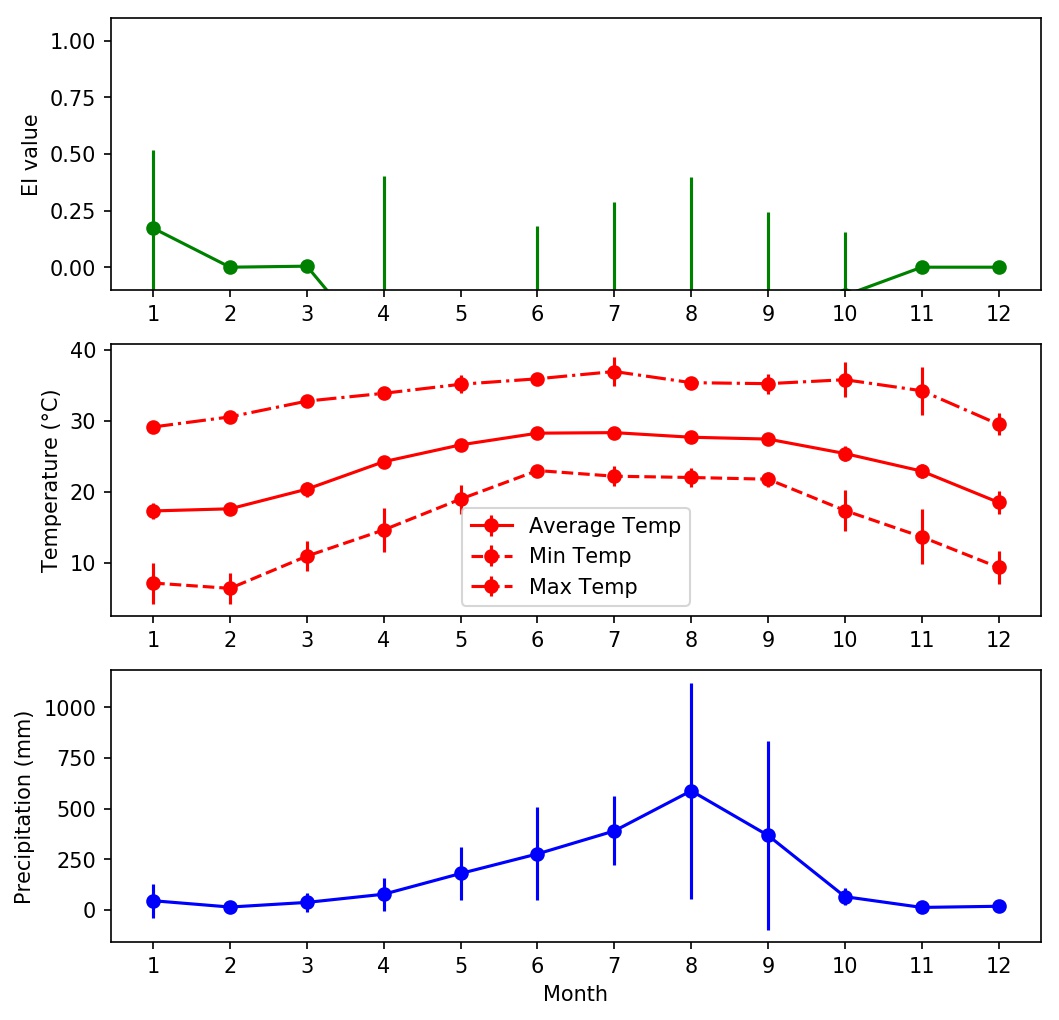 EI value
1.00
0.75
0.50
0.25
0.00
1 2 3 4 5 6 7 8 9 10 11 12
Temperature (°C)
40
30
20
10
Average Temp
Min Temp
Max Temp
1 2 3 4 5 6 7 8 9 10 11 12
Precipitation (mm)
1000
750
500
250
0
1 2 3 4 5 6 7 8 9 10 11 12
Month